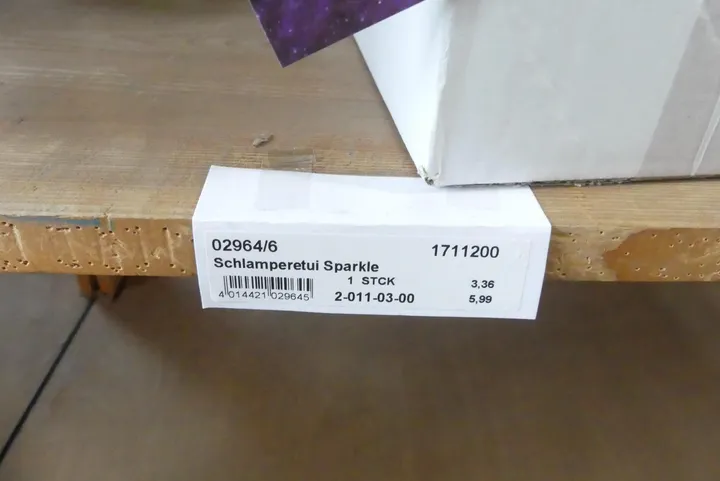 02964/6 1711200
Schlamperetui Sparkle
1 STCK 3,36
4 014421 029645 2-011-03-00 5,99